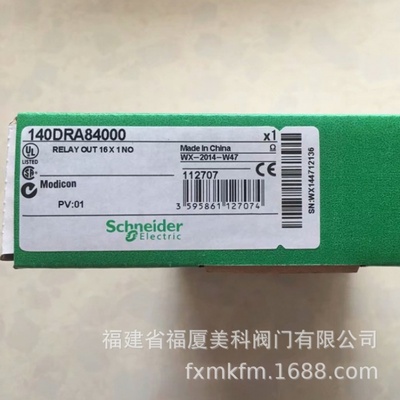 140DRA84000
x1
UL
LISTED
RELAY OUT 16 X 1 NO
Made in China
WX-2014-W47
Modicon
112707
PV:01
3 595861 127074
Schneider
Electric
SN:WX144712136
福建省福厦美科阀门有限公司
fxmkfm.1688.com